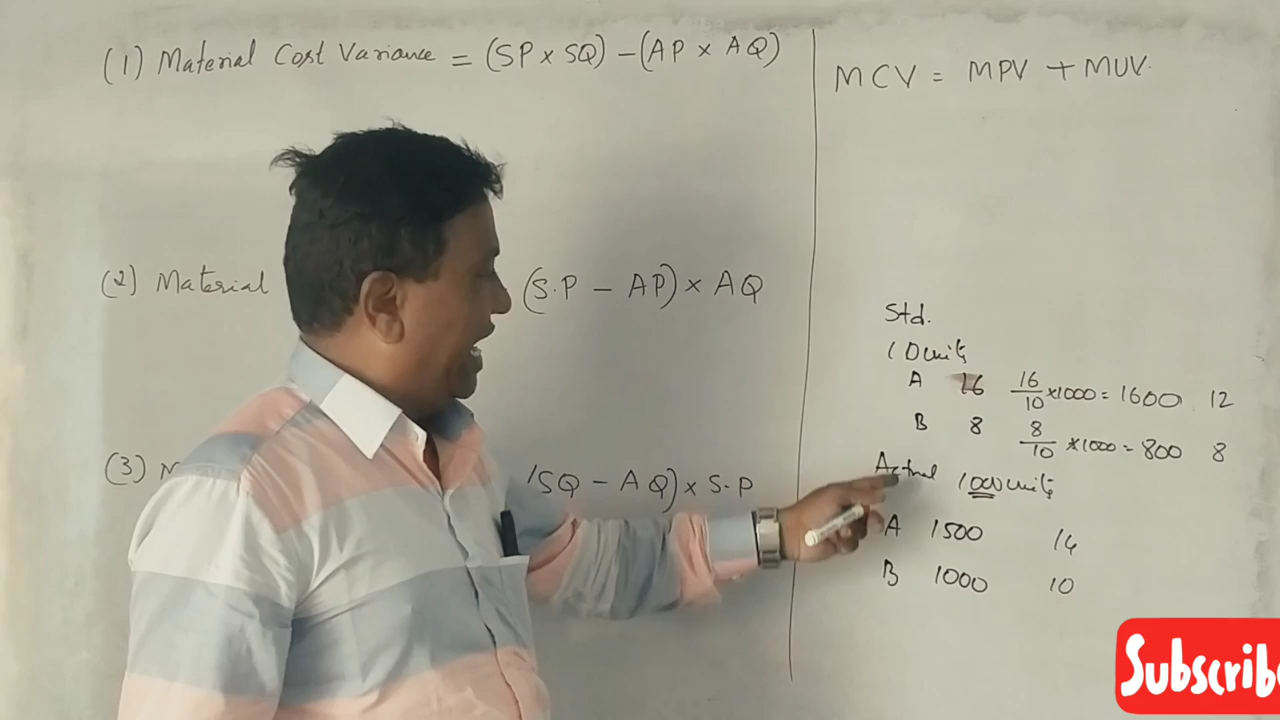 (1) Material Cost Variance = (SP x SQ) – (AP x AQ)
(2) Material (S.P – AP) x AQ
(3) M SQ – AQ) x S.P
MCV = MPV + MUV.
Std.
10 units
A 16 16/10 x1000 = 1600 12
B 8 8/10 x1000 = 800 8
Actual 1000 units
A 1500 14
B 1000 10
Subscribe